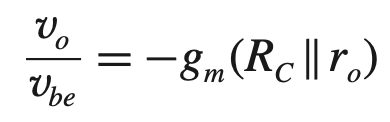 v_o / v_be = −g_m(R_C ∥ r_o)